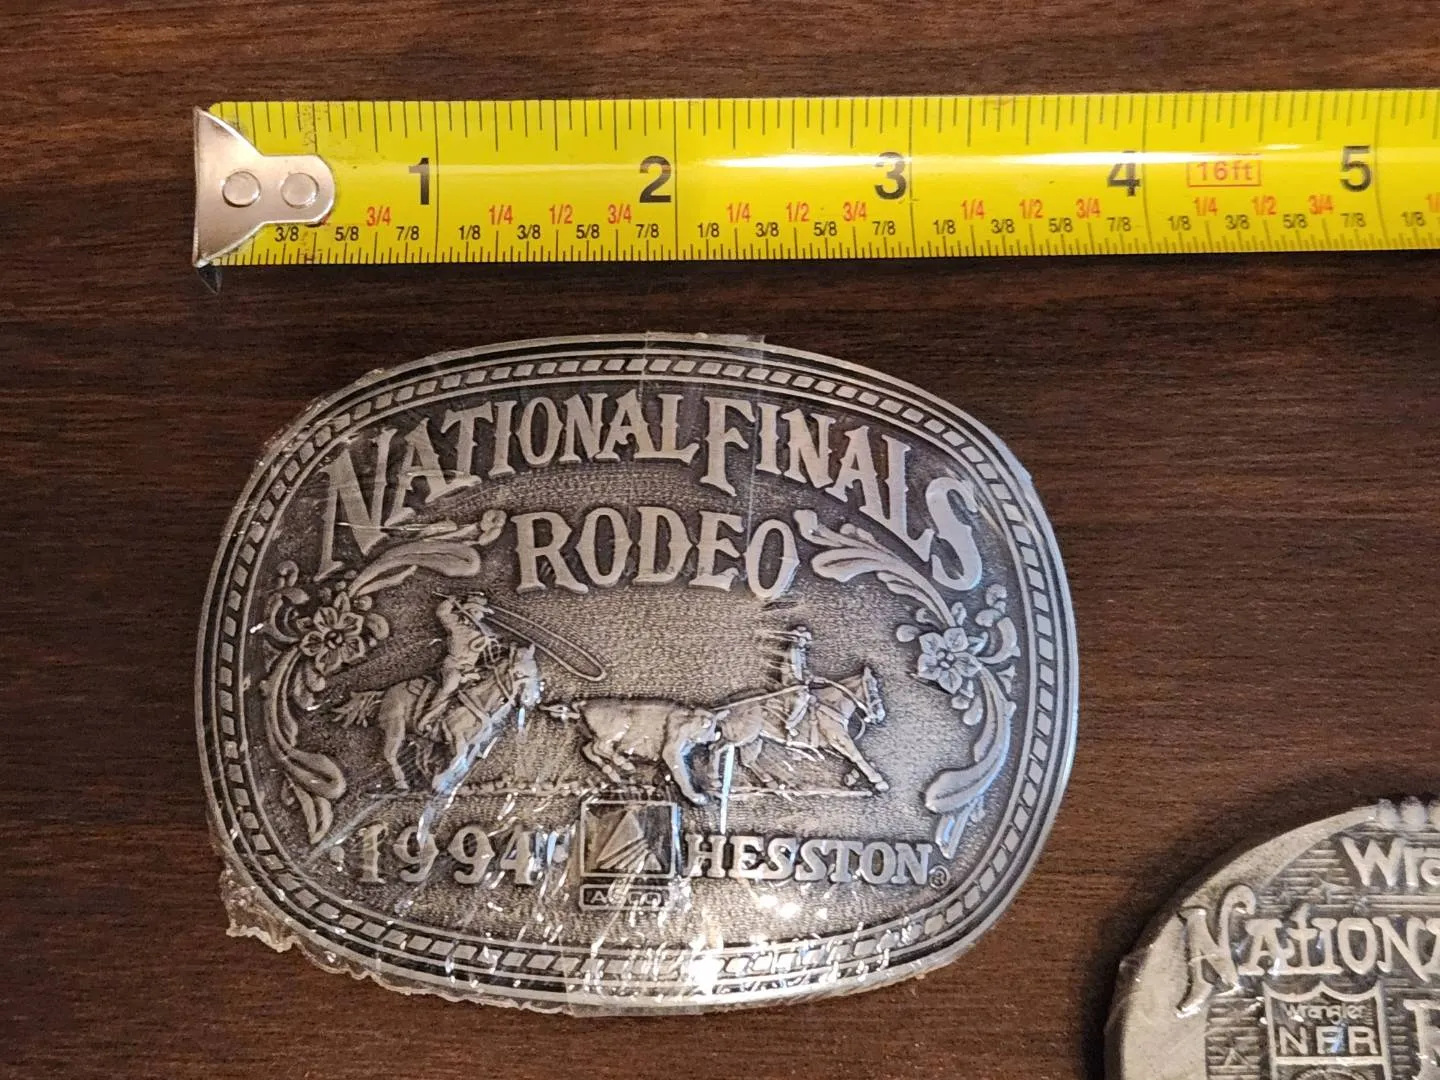 1 2 3 4 16ft 5
3/4 1/4 1/2 3/4 1/4 1/2 3/4 1/4 1/2 3/4 1/4 1/2 3/4
3/8 5/8 7/8 1/8 3/8 5/8 7/8 1/8 3/8 5/8 7/8 1/8 3/8 5/8 7/8 1/8 3/8 5/8 7/8 1/8
NATIONAL FINALS
RODEO
1994 HESSTON®
AGCO
Wrangler
NFR